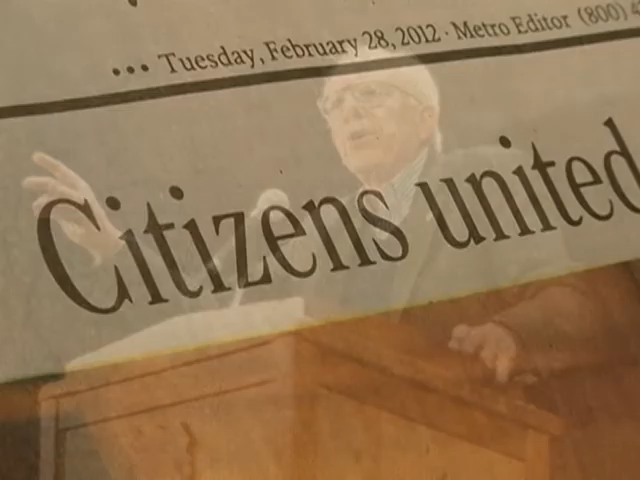 ... Tuesday, February 28, 2012 · Metro Editor (800)
Citizens united